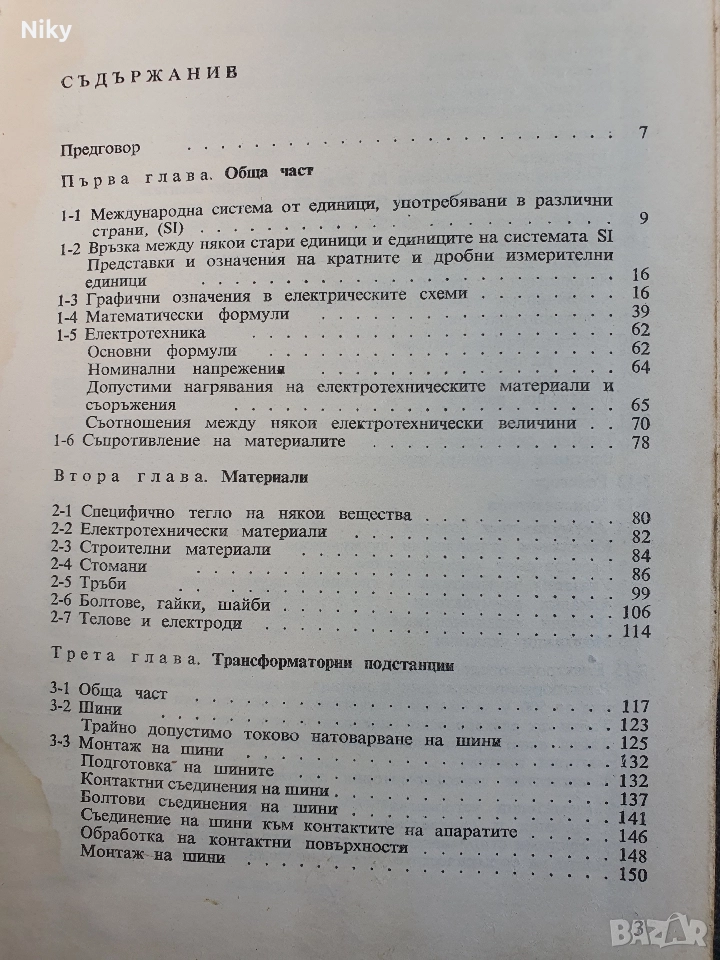 Niky
СЪДЪРЖАНИВ
Предговор . . . . . . . . . . . . . . . . . . . . . . . . 7
Първа глава. Обща част
1-1 Международна система от единици, употребявани в различни
страни, (SI) . . . . . . . . . . . . . . . . . . . . . 9
1-2 Връзка между някои стари единици и единиците на системата SI
Представки и означения на кратните и дробни измерителни
единици . . . . . . . . . . . . . . . . . . . . . 16
1-3 Графични означения в електрическите схеми . . . . . . . . 16
1-4 Математически формули . . . . . . . . . . . . . . . 39
1-5 Електротехника . . . . . . . . . . . . . . . . . . . 62
Основни формули . . . . . . . . . . . . . . . . . . 62
Номинални напрежения . . . . . . . . . . . . . . . . 64
Допустими нагрявания на електротехническите материали и
съоръжения . . . . . . . . . . . . . . . . . . . . 65
Съотношения между някои електротехнически величини . . 70
1-6 Съпротивление на материалите . . . . . . . . . . . . . 78
Втора глава. Материали
2-1 Специфично тегло на някои вещества . . . . . . . . . . 80
2-2 Електротехнически материали . . . . . . . . . . . . . 82
2-3 Строителни материали . . . . . . . . . . . . . . . . 84
2-4 Стомани . . . . . . . . . . . . . . . . . . . . . 86
2-5 Тръби . . . . . . . . . . . . . . . . . . . . . . 99
2-6 Болтове, гайки, шайби . . . . . . . . . . . . . . . . 106
2-7 Телове и електроди . . . . . . . . . . . . . . . . . 114
Трета глава. Трансформаторни подстанции
3-1 Обща част . . . . . . . . . . . . . . . . . . . . 117
3-2 Шини . . . . . . . . . . . . . . . . . . . . . . 123
Трайно допустимо токово натоварване на шини . . . . . . 125
3-3 Монтаж на шини . . . . . . . . . . . . . . . . . . 132
Подготовка на шините . . . . . . . . . . . . . . . . 132
Контактни съединения на шини . . . . . . . . . . . . . 137
Болтови съединения на шини . . . . . . . . . . . . . . 141
Съединение на шини към контактите на апаратите . . . . . 146
Обработка на контактни повърхности . . . . . . . . . . . 148
Монтаж на шини . . . . . . . . . . . . . . . . . . 150
3
BAZAR